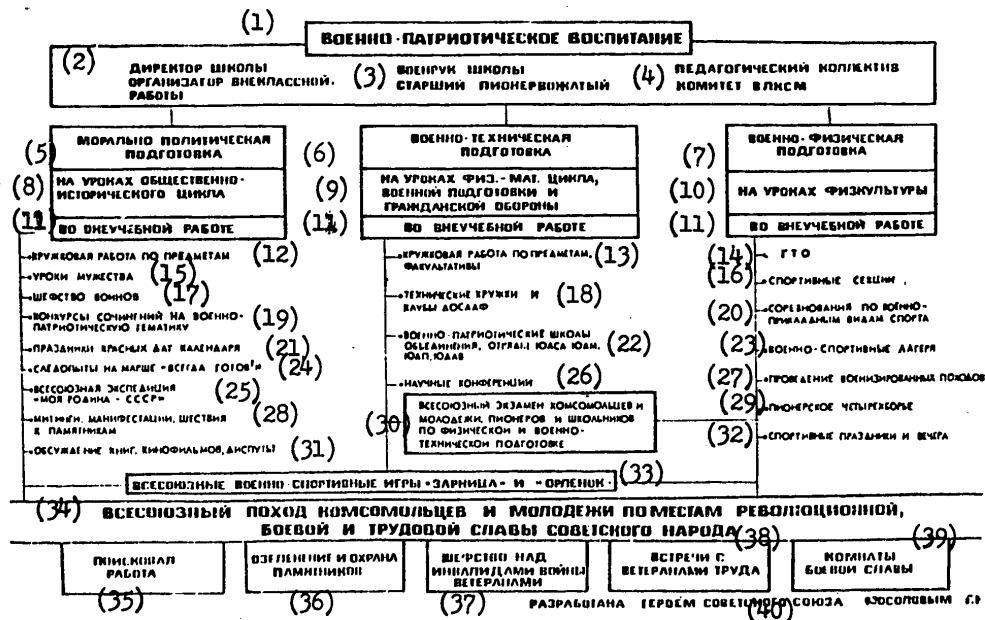 (1)
ВОЕННО-ПАТРИОТИЧЕСКОЕ ВОСПИТАНИЕ
(2) ДИРЕКТОР ШКОЛЫ
ОРГАНИЗАТОР ВНЕКЛАССНОЙ.
РАБОТЫ
(3) ВОЕНРУК ШКОЛЫ
СТАРШИЙ ПИОНЕРВОЖАТЫЙ
(4) ПЕДАГОГИЧЕСКИЙ КОЛЛЕКТИВ
КОМИТЕТ ВЛКСМ
(5) МОРАЛЬНО ПОЛИТИЧЕСКАЯ
ПОДГОТОВКА
(8) НА УРОКАХ ОБЩЕСТВЕННО-
ИСТОРИЧЕСКОГО ЦИКЛА
(11) ВО ВНЕУЧЕБНОЙ РАБОТЕ
КРУЖКОВАЯ РАБОТА ПО ПРЕДМЕТАМ (12)
УРОКИ МУЖЕСТВА (15)
ШЕФСТВО ВОИНОВ (17)
КОНКУРСЫ СОЧИНЕНИЙ НА ВОЕННО-
ПАТРИОТИЧЕСКУЮ ТЕМАТИКУ (19)
ПРАЗДНИКИ КРАСНЫХ ДАТ КАЛЕНДАРЯ (21)
СЛЕДОПЫТЫ НА МАРШЕ «ВСЕГДА ГОТОВ!» (24)
ВСЕСОЮЗНАЯ ЭКСПЕДИЦИЯ
«МОЯ РОДИНА - СССР» (25)
МИТИНГИ, МАНИФЕСТАЦИИ, ШЕСТВИЯ
К ПАМЯТНИКАМ (28)
ОБСУЖДЕНИЕ КНИГ, КИНОФИЛЬМОВ, ДИСПУТЫ (31)
(6) ВОЕННО-ТЕХНИЧЕСКАЯ
ПОДГОТОВКА
(9) НА УРОКАХ ФИЗ.-МАТ. ЦИКЛА,
ВОЕННОЙ ПОДГОТОВКИ И
ГРАЖДАНСКОЙ ОБОРОНЫ
(11) ВО ВНЕУЧЕБНОЙ РАБОТЕ
КРУЖКОВАЯ РАБОТА ПО ПРЕДМЕТАМ, (13)
ФАКУЛЬТАТИВЫ
ТЕХНИЧЕСКИЕ КРУЖКИ И (18)
КЛУБЫ ДОСААФ
ВОЕННО-ПАТРИОТИЧЕСКИЕ ШКОЛЫ
ОБЪЕДИНЕНИЯ, ОТРЯДЫ ЮАСА ЮДМ, (22)
ЮДП, ЮДАВ
НАУЧНЫЕ КОНФЕРЕНЦИИ (26)
(30) ВСЕСОЮЗНЫЙ ЭКЗАМЕН КОМСОМОЛЬЦЕВ И
МОЛОДЕЖИ, ПИОНЕРОВ И ШКОЛЬНИКОВ
ПО ФИЗИЧЕСКОЙ И ВОЕННО-
ТЕХНИЧЕСКОЙ ПОДГОТОВКЕ
(7) ВОЕННО-ФИЗИЧЕСКАЯ
ПОДГОТОВКА
(10) НА УРОКАХ ФИЗКУЛЬТУРЫ
(11) ВО ВНЕУЧЕБНОЙ РАБОТЕ
(14) ГТО
(16) СПОРТИВНЫЕ СЕКЦИИ,
(20) СОРЕВНОВАНИЯ ПО ВОЕННО-
ПРИКЛАДНЫМ ВИДАМ СПОРТА
(23) ВОЕННО-СПОРТИВНЫЕ ЛАГЕРЯ
(27) ПРОВЕДЕНИЕ ВОЕНИЗИРОВАННЫХ ПОХОДОВ
(29) ПИОНЕРСКОЕ ЧЕТЫРЕХБОРЬЕ
(32) СПОРТИВНЫЕ ПРАЗДНИКИ И ВЕЧЕРА
ВСЕСОЮЗНЫЕ ВОЕННО-СПОРТИВНЫЕ ИГРЫ «ЗАРНИЦА» И «ОРЛЕНОК» (33)
(34) ВСЕСОЮЗНЫЙ ПОХОД КОМСОМОЛЬЦЕВ И МОЛОДЕЖИ ПО МЕСТАМ РЕВОЛЮЦИОННОЙ,
БОЕВОЙ И ТРУДОВОЙ СЛАВЫ СОВЕТСКОГО НАРОДА
ПОИСКОВАЯ
РАБОТА
(35)
ОЗЕЛЕНЕНИЕ И ОХРАНА
ПАМЯТНИКОВ
(36)
ШЕФСТВО НАД
ИНВАЛИДАМИ ВОЙНЫ
ВЕТЕРАНАМИ
(37)
(38)
ВСТРЕЧИ С
ВЕТЕРАНАМИ ТРУДА
(39)
КОМНАТЫ
БОЕВОЙ СЛАВЫ
РАЗРАБОТАНА ГЕРОЕМ СОВЕТСКОГО СОЮЗА
(40)